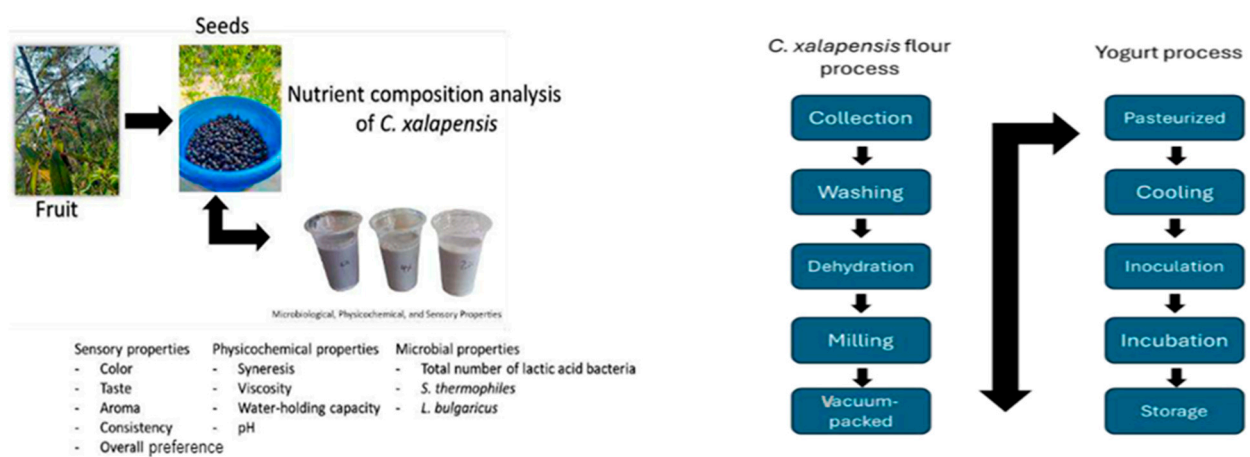 Seeds
Nutrient composition analysis
of C. xalapensis
Fruit
4%
2%
Microbiological, Physicochemical, and Sensory Properties
Sensory properties
- Color
- Taste
- Aroma
- Consistency
- Overall preference
Physicochemical properties
- Syneresis
- Viscosity
- Water-holding capacity
- pH
Microbial properties
- Total number of lactic acid bacteria
- S. thermophiles
- L. bulgaricus
C. xalapensis flour
process
Collection
Washing
Dehydration
Milling
Vacuum-
packed
Yogurt process
Pasteurized
Cooling
Inoculation
Incubation
Storage